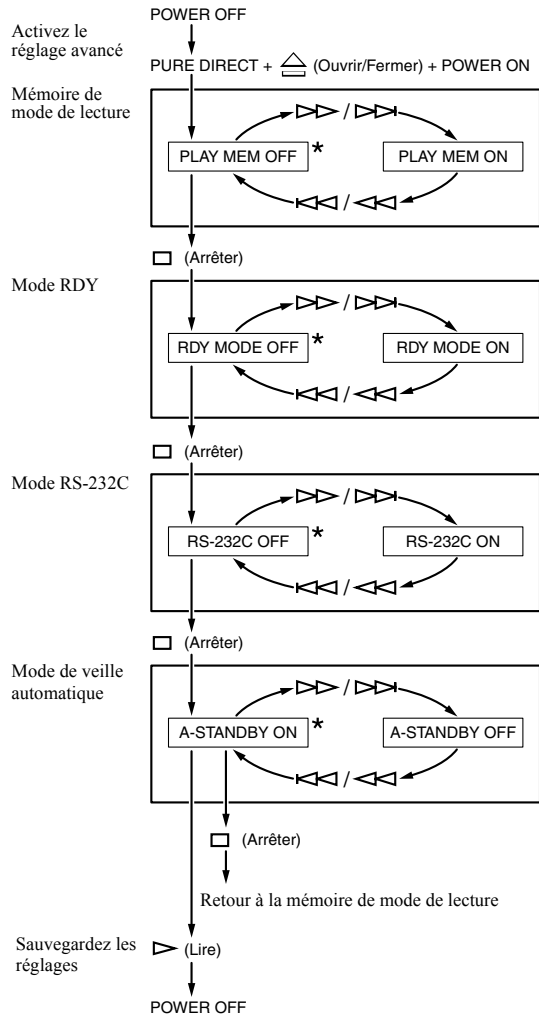 POWER OFF
Activez le
réglage avancé
PURE DIRECT + (Ouvrir/Fermer) + POWER ON
Mémoire de
mode de lecture
/
PLAY MEM OFF * PLAY MEM ON
/
(Arrêter)
Mode RDY
/
RDY MODE OFF * RDY MODE ON
/
(Arrêter)
Mode RS-232C
/
RS-232C OFF * RS-232C ON
/
(Arrêter)
Mode de veille
automatique
/
A-STANDBY ON * A-STANDBY OFF
/
(Arrêter)
Retour à la mémoire de mode de lecture
Sauvegardez les
réglages
(Lire)
POWER OFF